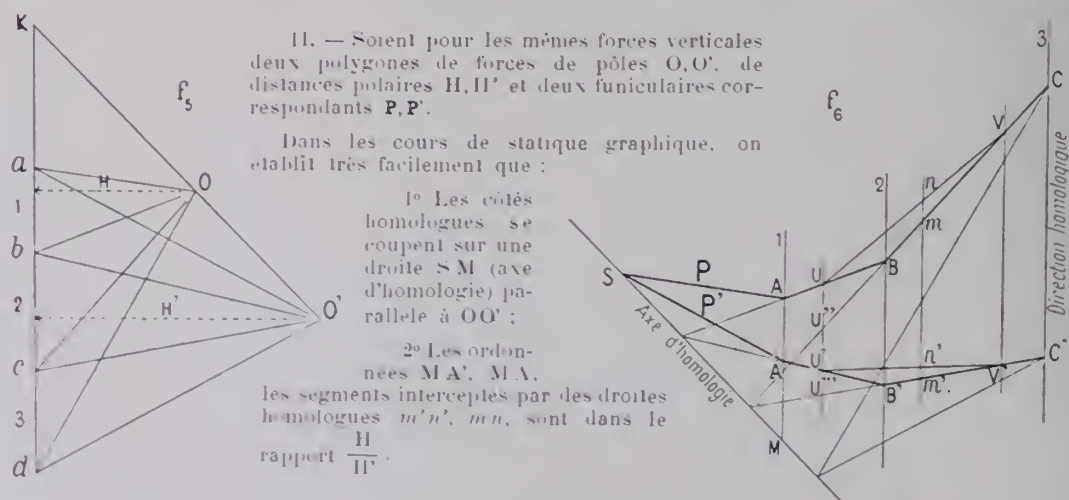 II. — Soient pour les mêmes forces verticales
deux polygones de forces de pôles O,O', de
distances polaires H,H' et deux funiculaires cor-
respondants P,P'.
Dans les cours de statique graphique, on
établit très facilement que :
1º Les côtés
homologues se
coupent sur une
droite SM (axe
d'homologie) pa-
rallèle à OO' ;
2º Les ordon-
nées MA', MA,
les segments interceptés par des droites
homologues m'n', mn, sont dans le
rapport H/H'.
f5
K
a
H
O
1
b
2
H'
O'
c
3
d
f6
3
C
V
Direction homologique
2
n
m
1
S
P
A
U
B
P'
U"
Axe d'homologie
A'
U'
n'
V'
C'
U'''
B'
m'
M